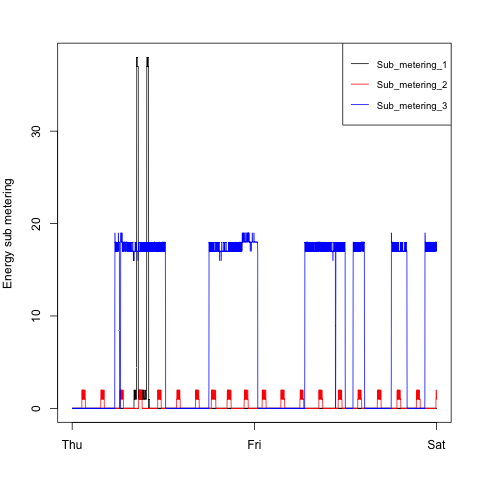 Sub_metering_1
Sub_metering_2
Sub_metering_3
Energy sub metering
30
20
10
0
Thu Fri Sat